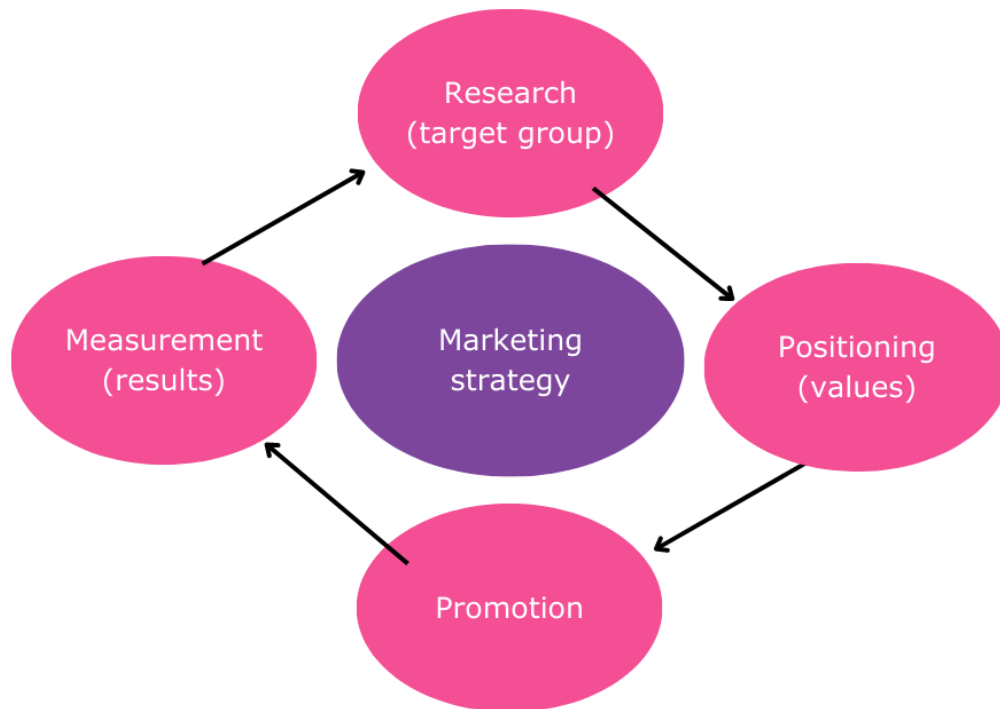 Research
(target group)
Measurement
(results)
Marketing
strategy
Positioning
(values)
Promotion